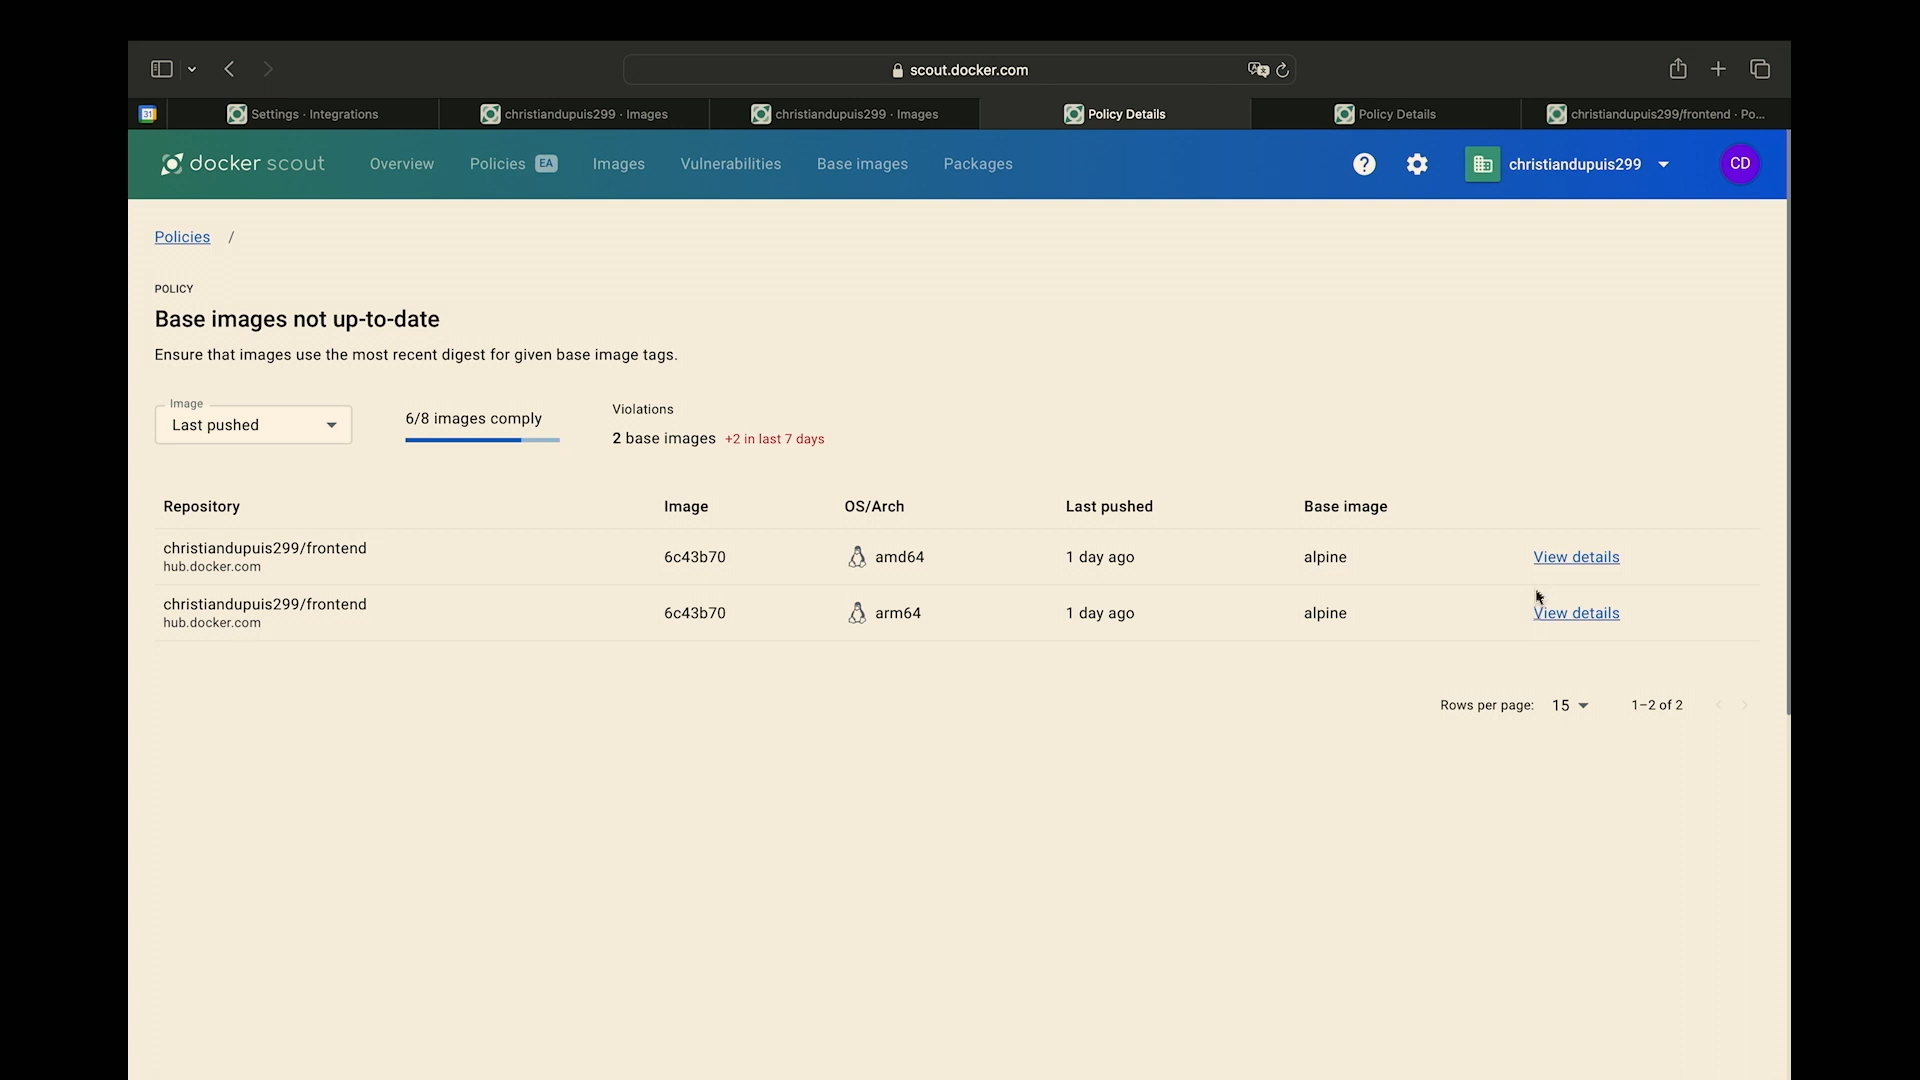 scout.docker.com
31
Settings · Integrations
christiandupuis299 · Images
christiandupuis299 · Images
Policy Details
Policy Details
christiandupuis299/frontend · Po...
docker scout
Overview
Policies EA
Images
Vulnerabilities
Base images
Packages
?
christiandupuis299
CD
Policies /
POLICY
Base images not up-to-date
Ensure that images use the most recent digest for given base image tags.
Image
Last pushed
6/8 images comply
Violations
2 base images +2 in last 7 days
Repository Image OS/Arch Last pushed Base image
christiandupuis299/frontend
hub.docker.com
6c43b70 amd64 1 day ago alpine View details
christiandupuis299/frontend
hub.docker.com
6c43b70 arm64 1 day ago alpine View details
Rows per page: 15 1–2 of 2